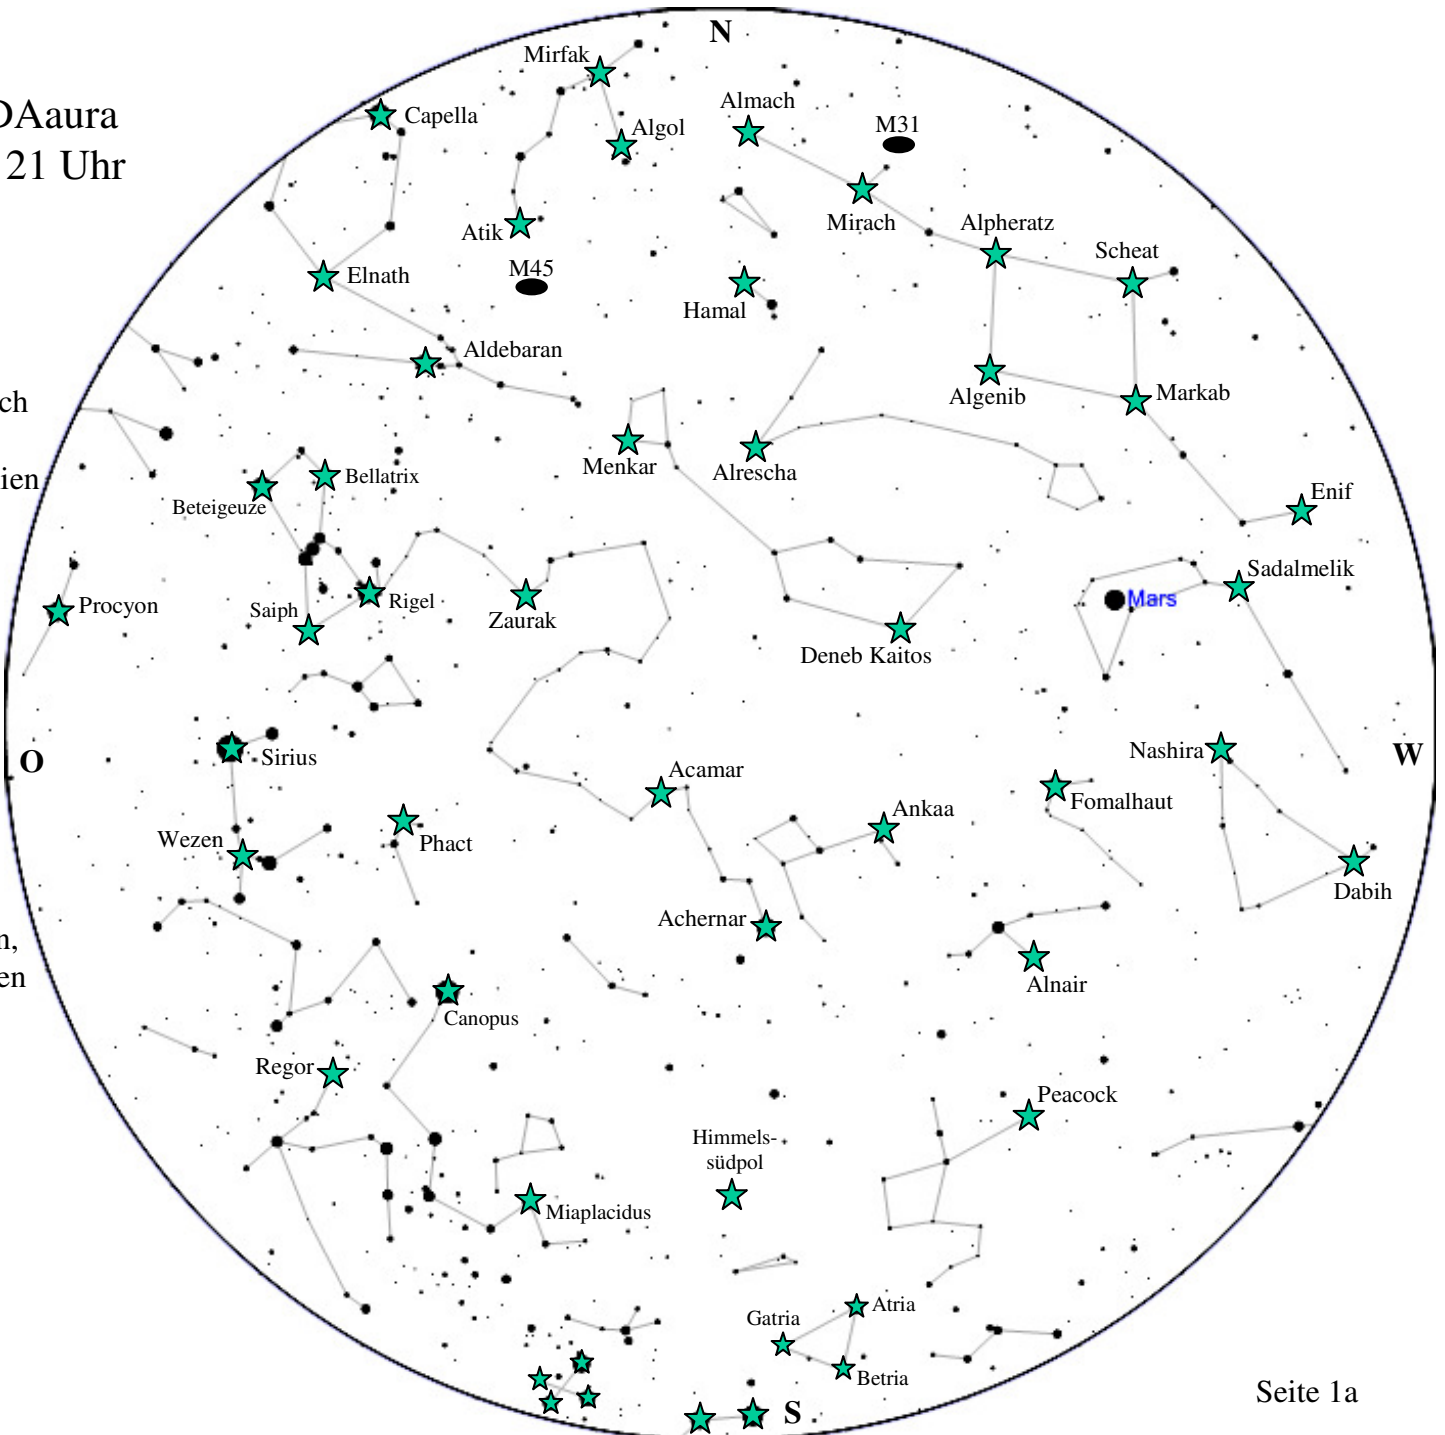 N
Mirfak
DAaura
21 Uhr
Capella
Algol
Almach
M31
Atik
Mirach
Alpheratz
Scheat
Elnath
M45
Hamal
Aldebaran
Algenib
Markab
ch
Menkar
Alrescha
ien
Bellatrix
Beteigeuze
Enif
Procyon
Saiph
Rigel
Zaurak
Deneb Kaitos
Mars
Sadalmelik
O
Sirius
Acamar
Nashira
W
Wezen
Phact
Ankaa
Fomalhaut
Dabih
Achernar
n,
en
Alnair
Canopus
Regor
Peacock
Himmels-
südpol
Miaplacidus
Gatria
Atria
Betria
S
Seite 1a